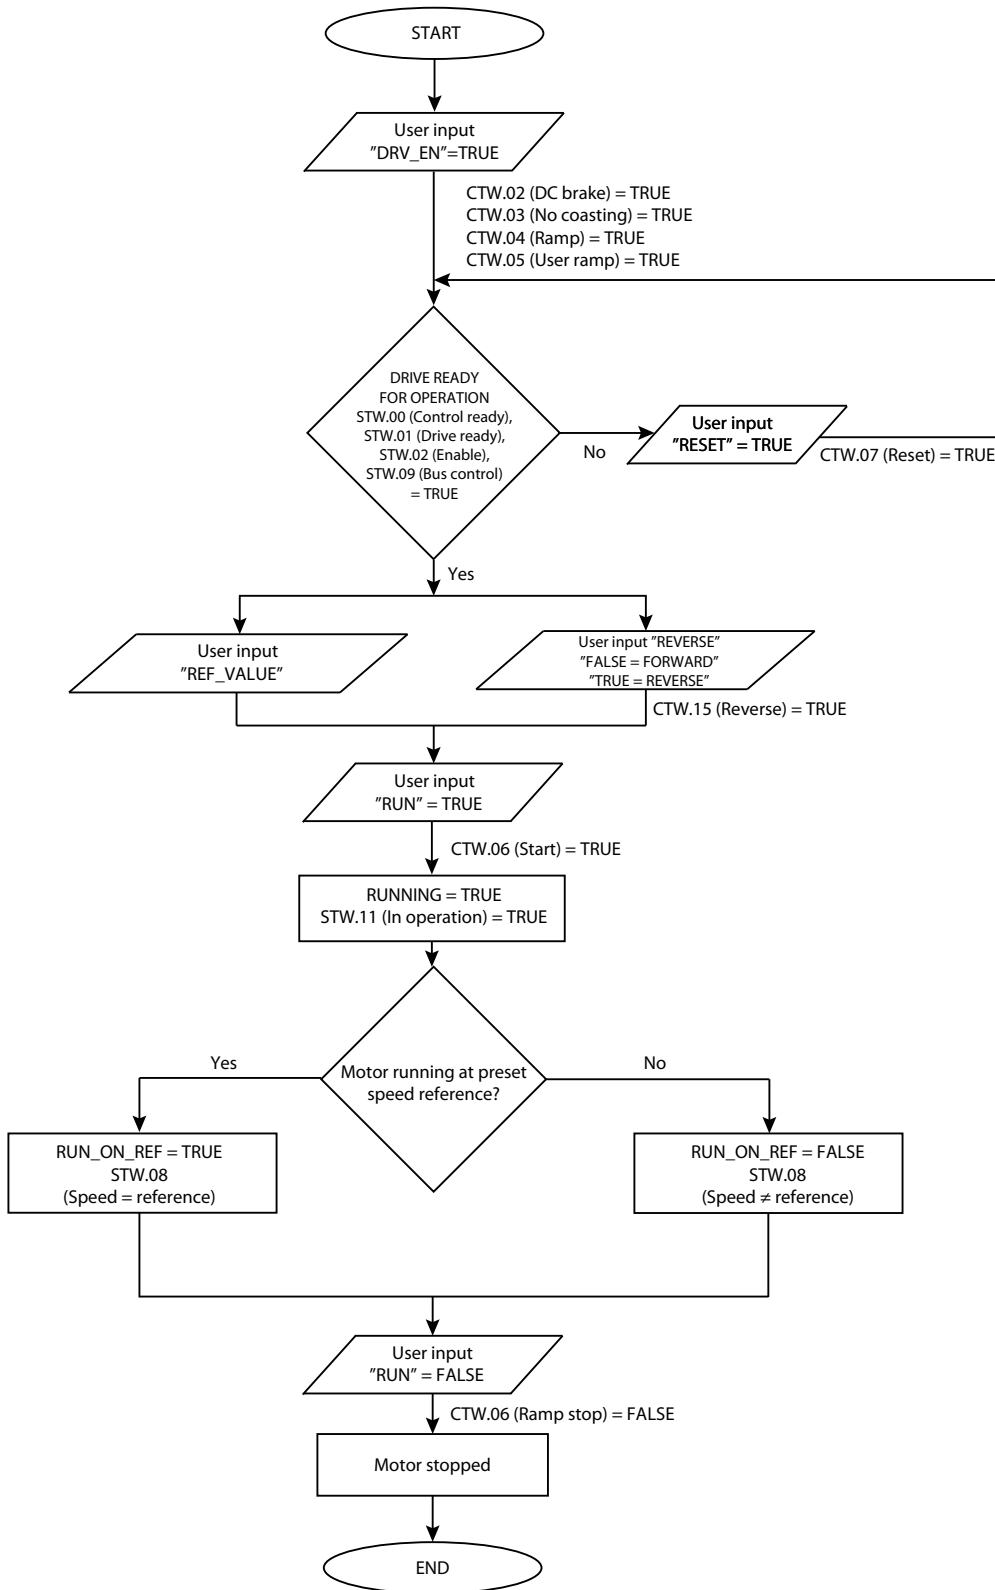 START
User input
"DRV_EN"=TRUE
CTW.02 (DC brake) = TRUE
CTW.03 (No coasting) = TRUE
CTW.04 (Ramp) = TRUE
CTW.05 (User ramp) = TRUE
DRIVE READY
FOR OPERATION
STW.00 (Control ready),
STW.01 (Drive ready),
STW.02 (Enable),
STW.09 (Bus control)
= TRUE
No
User input
"RESET" = TRUE
CTW.07 (Reset) = TRUE
Yes
User input
"REF_VALUE"
User input "REVERSE"
"FALSE = FORWARD"
"TRUE = REVERSE"
CTW.15 (Reverse) = TRUE
User input
"RUN" = TRUE
CTW.06 (Start) = TRUE
RUNNING = TRUE
STW.11 (In operation) = TRUE
Motor running at preset
speed reference?
Yes
No
RUN_ON_REF = TRUE
STW.08
(Speed = reference)
RUN_ON_REF = FALSE
STW.08
(Speed ≠ reference)
User input
"RUN" = FALSE
CTW.06 (Ramp stop) = FALSE
Motor stopped
END